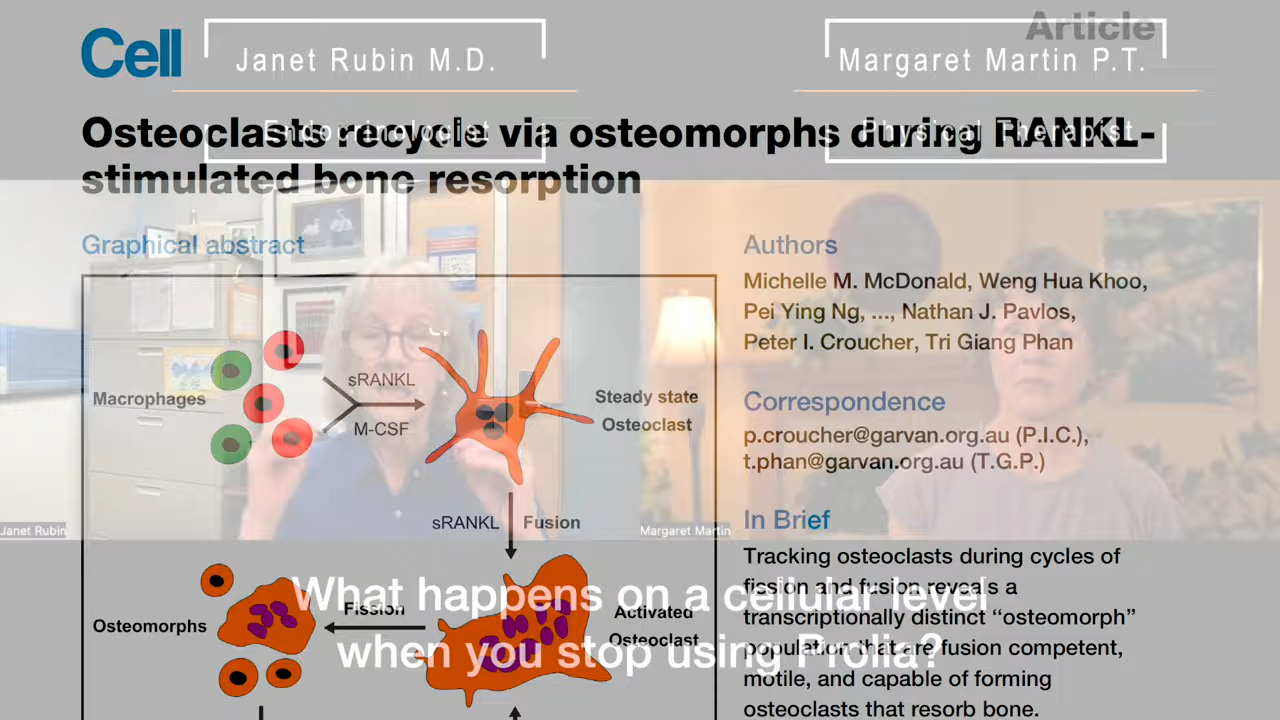 Cell
Article
Janet Rubin M.D.
Endocrinologist
Margaret Martin P.T.
Physical Therapist
Osteoclasts recycle via osteomorphs during RANKL-
stimulated bone resorption
Graphical abstract
Macrophages
sRANKL
M-CSF
Steady state
Osteoclast
sRANKL
Fusion
Osteomorphs
Fission
Activated
Osteoclast
Authors
Michelle M. McDonald, Weng Hua Khoo,
Pei Ying Ng, ..., Nathan J. Pavlos,
Peter I. Croucher, Tri Giang Phan
Correspondence
p.croucher@garvan.org.au (P.I.C.),
t.phan@garvan.org.au (T.G.P.)
In Brief
Tracking osteoclasts during cycles of
fission and fusion reveals a
transcriptionally distinct “osteomorph”
population that are fusion competent,
motile, and capable of forming
osteoclasts that resorb bone.
Janet Rubin
Margaret Martin
What happens on a cellular level
when you stop using Prolia?